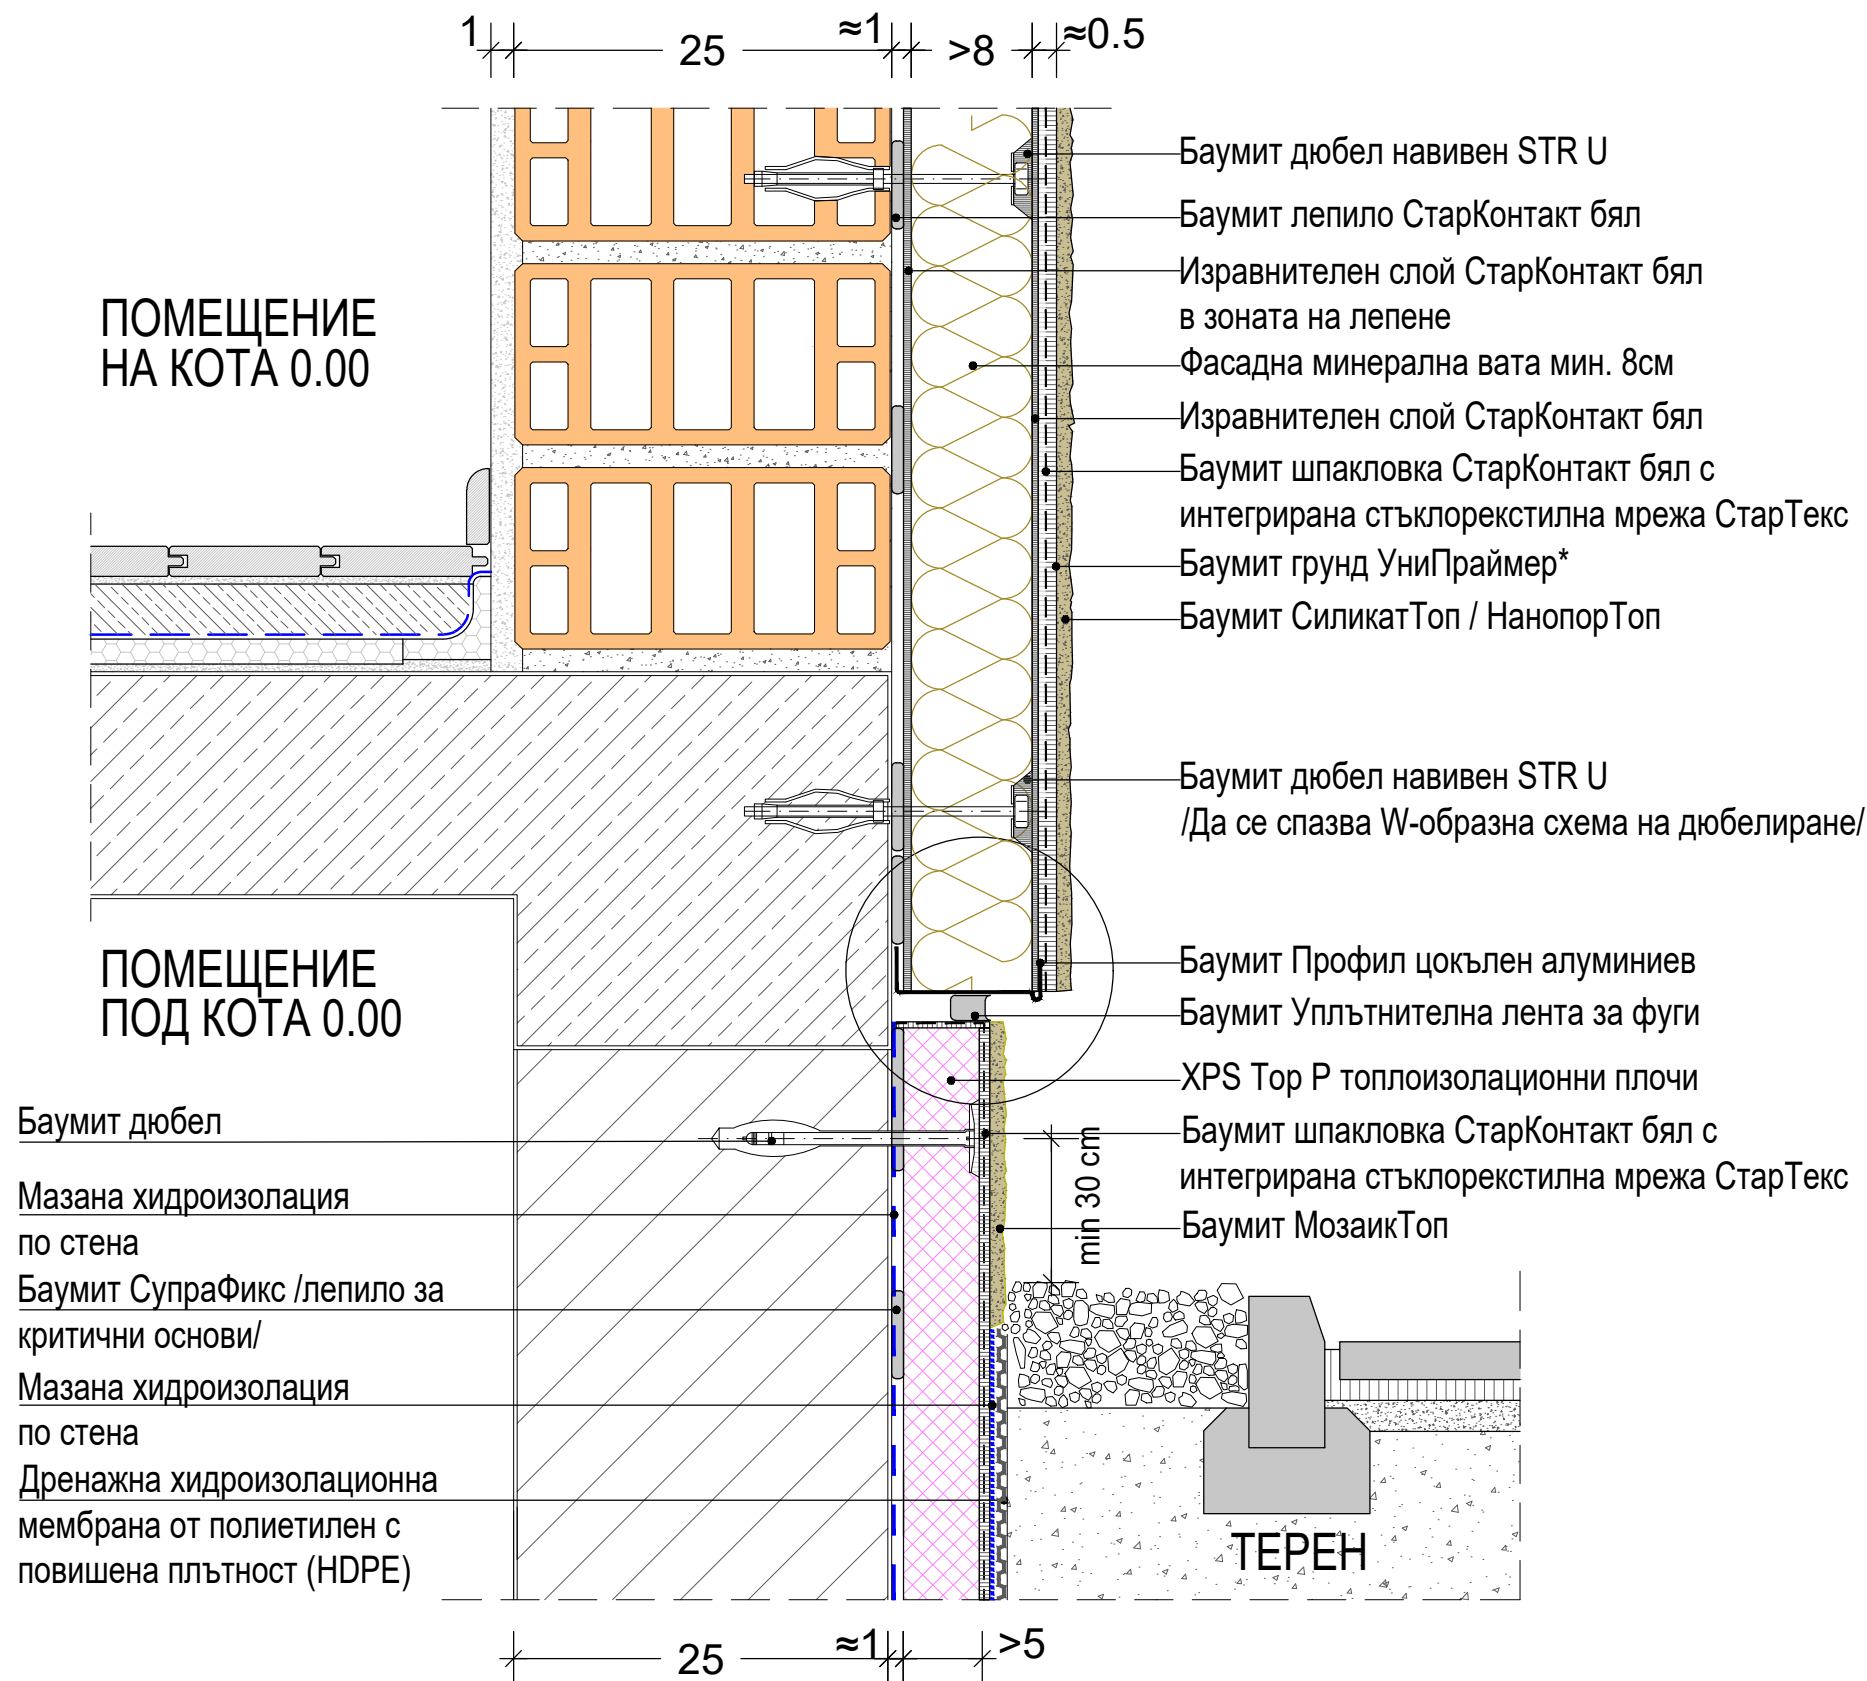 1
25
≈1
>8
≈0.5
Баумит дюбел навивен STR U
Баумит лепило СтарКонтакт бял
Изравнителен слой СтарКонтакт бял
в зоната на лепене
Фасадна минерална вата мин. 8см
Изравнителен слой СтарКонтакт бял
Баумит шпакловка СтарКонтакт бял с
интегрирана стъклорекстилна мрежа СтарТекс
Баумит грунд УниПраймер*
Баумит СиликатТоп / НанопорТоп
ПОМЕЩЕНИЕ
НА КОТА 0.00
Баумит дюбел навивен STR U
/Да се спазва W-образна схема на дюбелиране/
ПОМЕЩЕНИЕ
ПОД КОТА 0.00
Баумит Профил цокълен алуминиев
Баумит Уплътнителна лента за фуги
XPS Top P топлоизолационни плочи
Баумит шпакловка СтарКонтакт бял с
интегрирана стъклорекстилна мрежа СтарТекс
Баумит МозаикТоп
min 30 cm
Баумит дюбел
Мазана хидроизолация
по стена
Баумит СупраФикс /лепило за
критични основи/
Мазана хидроизолация
по стена
Дренажна хидроизолационна
мембрана от полиетилен с
повишена плътност (HDPE)
ТЕРЕН
25
≈1
>5